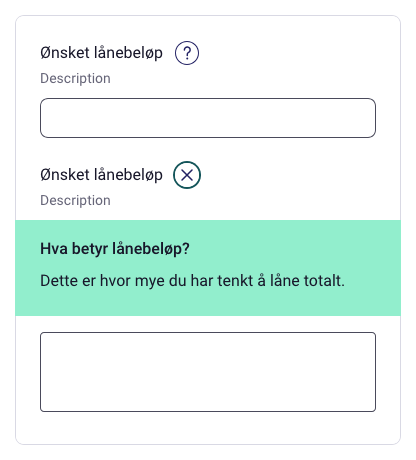 Ønsket lånebeløp ?
Description
Ønsket lånebeløp
Description
Hva betyr lånebeløp?
Dette er hvor mye du har tenkt å låne totalt.